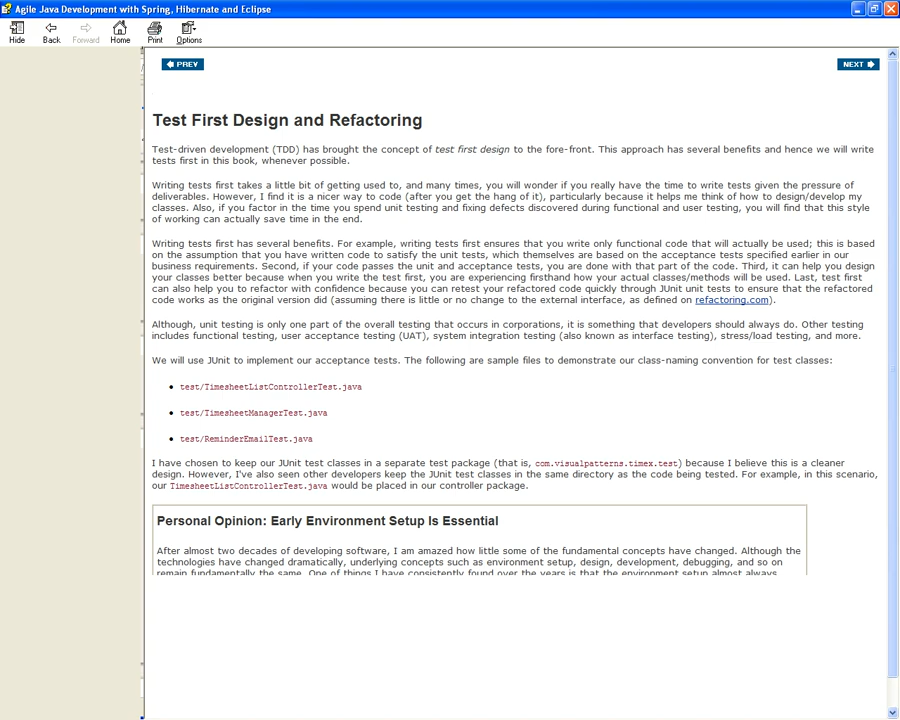 Agile Java Development with Spring, Hibernate and Eclipse
Hide Back Forward Home Print Options
PREV NEXT
Test First Design and Refactoring
Test-driven development (TDD) has brought the concept of test first design to the fore-front. This approach has several benefits and hence we will write
tests first in this book, whenever possible.
Writing tests first takes a little bit of getting used to, and many times, you will wonder if you really have the time to write tests given the pressure of
deliverables. However, I find it is a nicer way to code (after you get the hang of it), particularly because it helps me think of how to design/develop my
classes. Also, if you factor in the time you spend unit testing and fixing defects discovered during functional and user testing, you will find that this style
of working can actually save time in the end.
Writing tests first has several benefits. For example, writing tests first ensures that you write only functional code that will actually be used; this is based
on the assumption that you have written code to satisfy the unit tests, which themselves are based on the acceptance tests specified earlier in our
business requirements. Second, if your code passes the unit and acceptance tests, you are done with that part of the code. Third, it can help you design
your classes better because when you write the test first, you are experiencing firsthand how your actual classes/methods will be used. Last, test first
can also help you to refactor with confidence because you can retest your refactored code quickly through JUnit unit tests to ensure that the refactored
code works as the original version did (assuming there is little or no change to the external interface, as defined on refactoring.com).
Although, unit testing is only one part of the overall testing that occurs in corporations, it is something that developers should always do. Other testing
includes functional testing, user acceptance testing (UAT), system integration testing (also known as interface testing), stress/load testing, and more.
We will use JUnit to implement our acceptance tests. The following are sample files to demonstrate our class-naming convention for test classes:
• test/TimesheetListControllerTest.java
• test/TimesheetManagerTest.java
• test/ReminderEmailTest.java
I have chosen to keep our JUnit test classes in a separate test package (that is, com.visualpatterns.timex.test) because I believe this is a cleaner
design. However, I've also seen other developers keep the JUnit test classes in the same directory as the code being tested. For example, in this scenario,
our TimesheetListControllerTest.java would be placed in our controller package.
Personal Opinion: Early Environment Setup Is Essential
After almost two decades of developing software, I am amazed how little some of the fundamental concepts have changed. Although the
technologies have changed dramatically, underlying concepts such as environment setup, design, development, debugging, and so on
remain fundamentally the same. One of things I have consistently found over the years is that the environment setup almost always